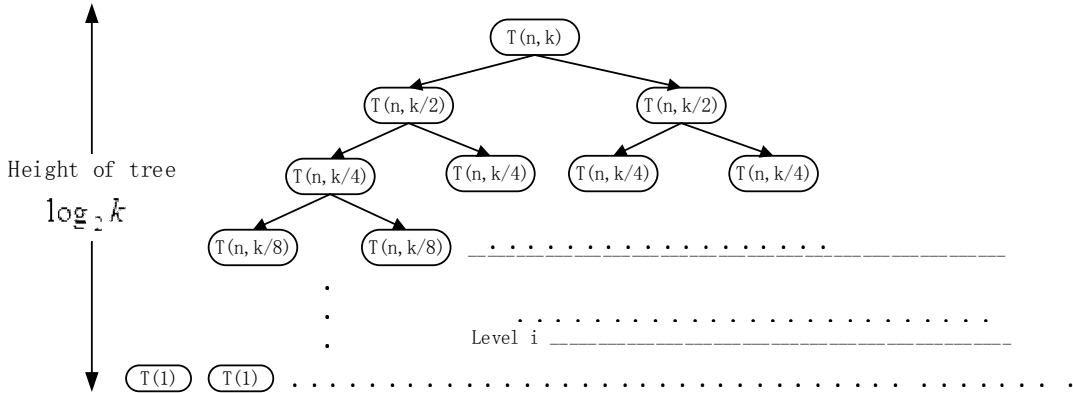 T(n,k)
T(n,k/2) T(n,k/2)
Height of tree
log₂k
T(n,k/4) T(n,k/4) T(n,k/4) T(n,k/4)
T(n,k/8) T(n,k/8)
Level i
T(1) T(1)